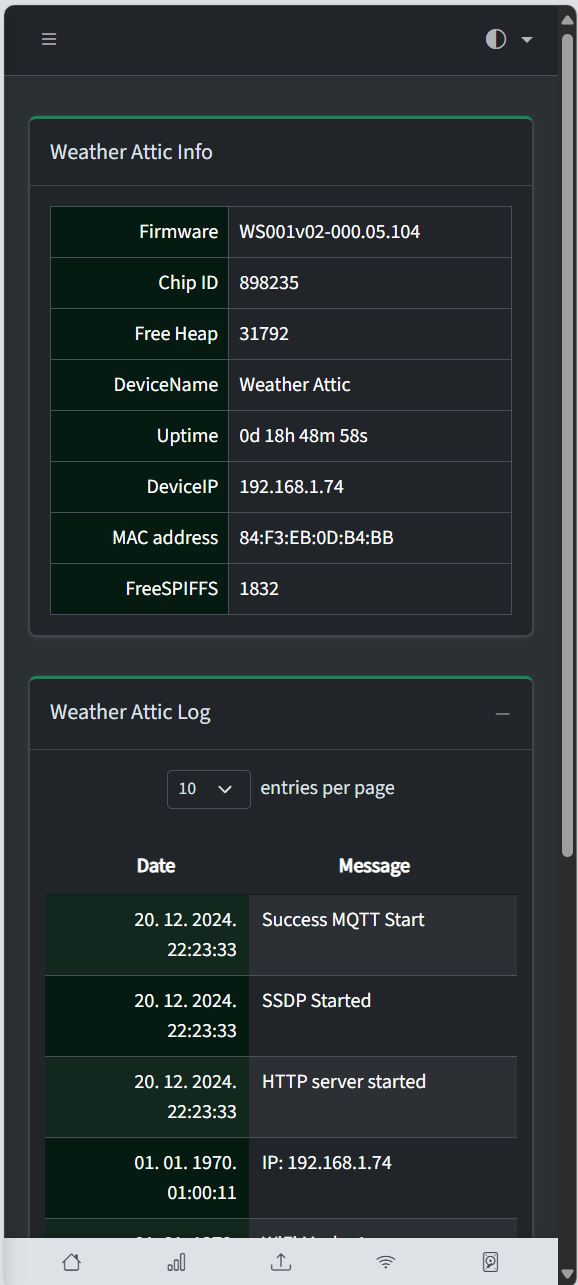 Weather Attic Info
Firmware WS001v02-000.05.104
Chip ID 898235
Free Heap 31792
DeviceName Weather Attic
Uptime 0d 18h 48m 58s
DeviceIP 192.168.1.74
MAC address 84:F3:EB:0D:B4:BB
FreeSPIFFS 1832
Weather Attic Log
10 entries per page
Date Message
20. 12. 2024. Success MQTT Start
22:23:33
20. 12. 2024. SSDP Started
22:23:33
20. 12. 2024. HTTP server started
22:23:33
01. 01. 1970. IP: 192.168.1.74
01:00:11